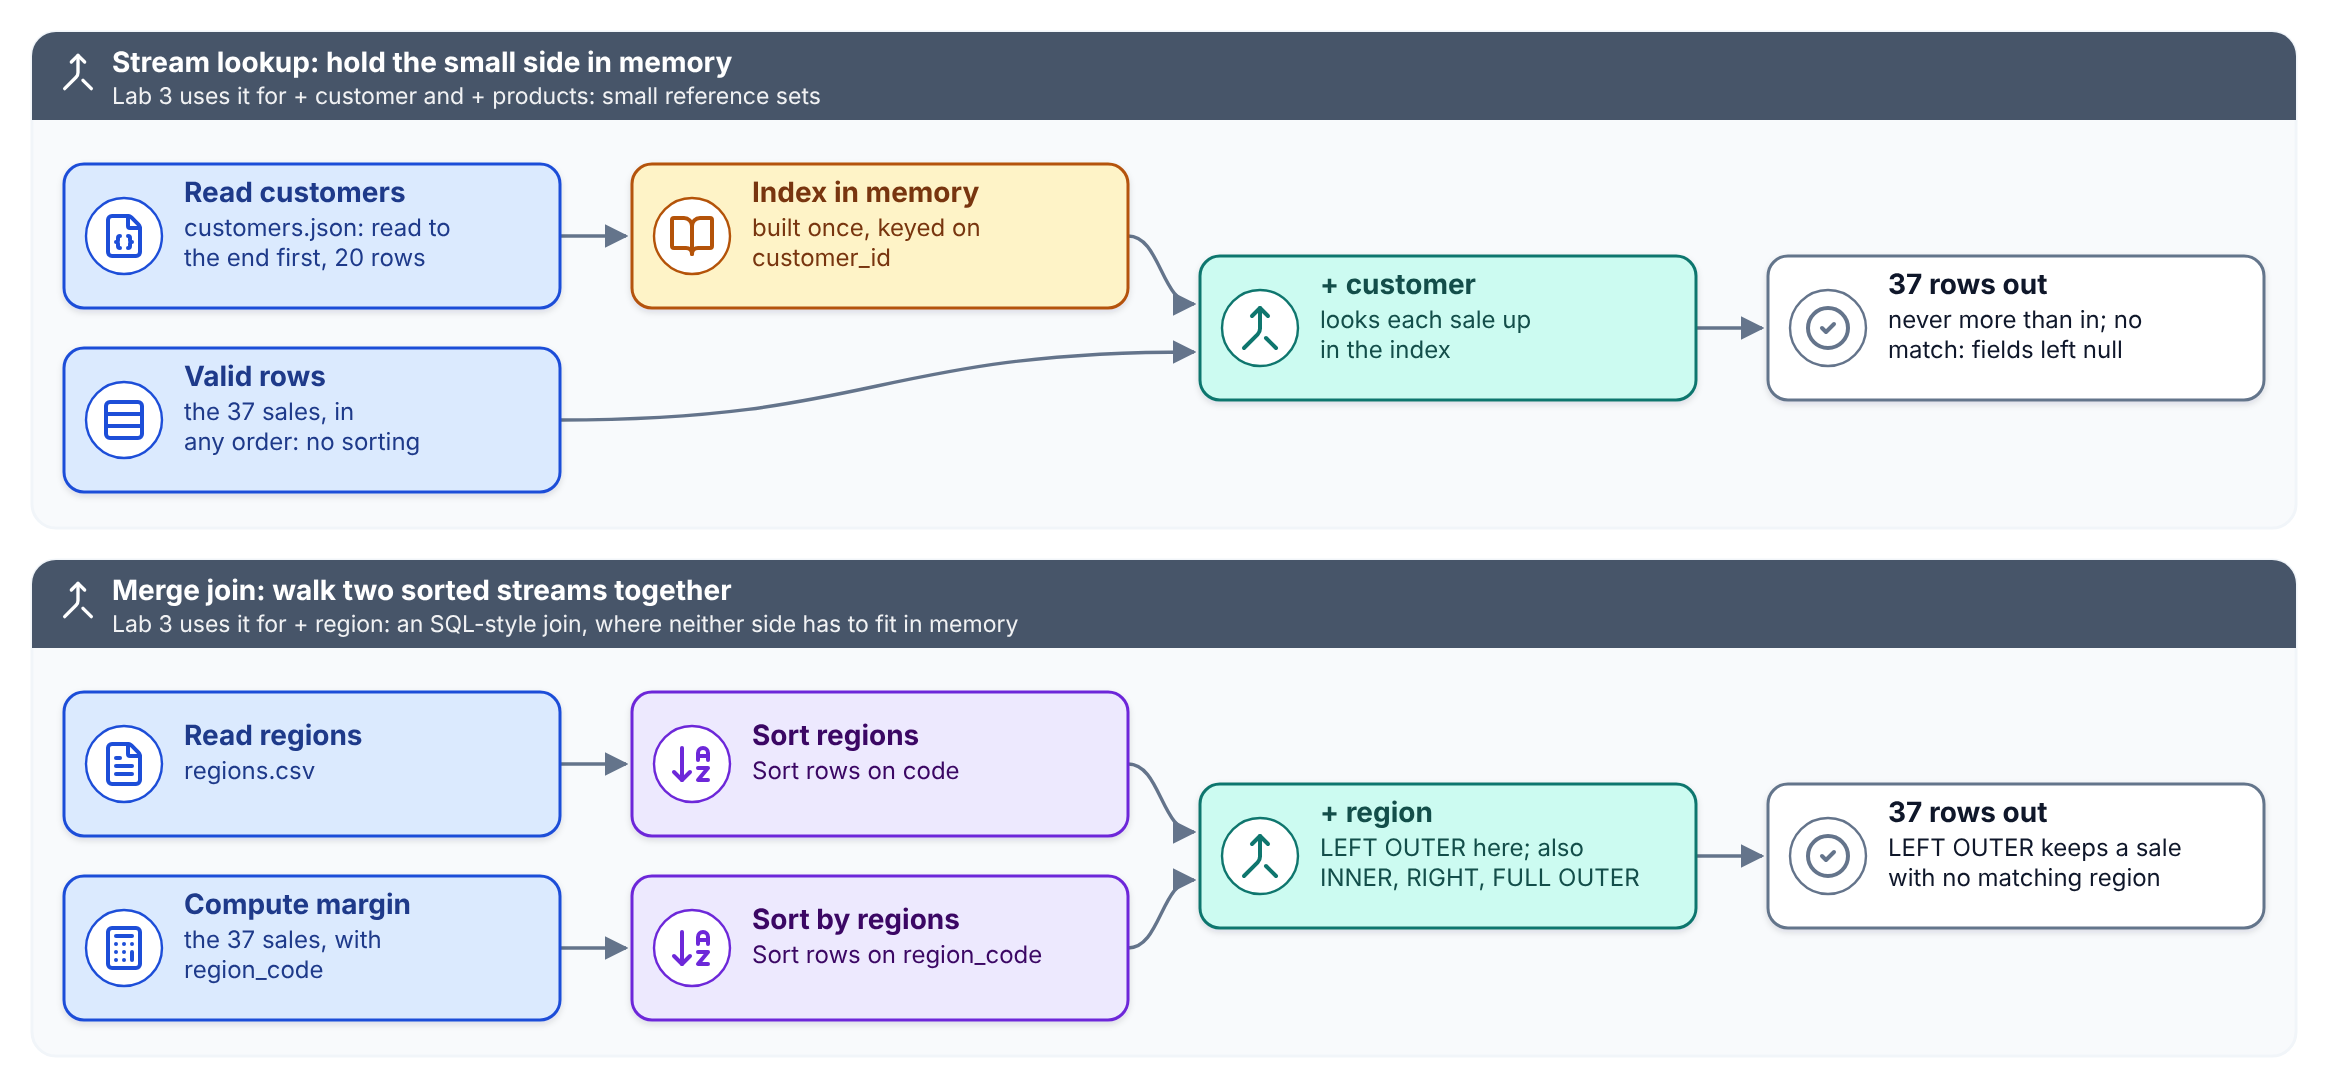 Stream lookup: hold the small side in memory
Lab 3 uses it for + customer and + products: small reference sets
Read customers
customers.json: read to
the end first, 20 rows
Index in memory
built once, keyed on
customer_id
Valid rows
the 37 sales, in
any order: no sorting
+ customer
looks each sale up
in the index
37 rows out
never more than in; no
match: fields left null
Merge join: walk two sorted streams together
Lab 3 uses it for + region: an SQL-style join, where neither side has to fit in memory
Read regions
regions.csv
Sort regions
Sort rows on code
Compute margin
the 37 sales, with
region_code
Sort by regions
Sort rows on region_code
+ region
LEFT OUTER here; also
INNER, RIGHT, FULL OUTER
37 rows out
LEFT OUTER keeps a sale
with no matching region